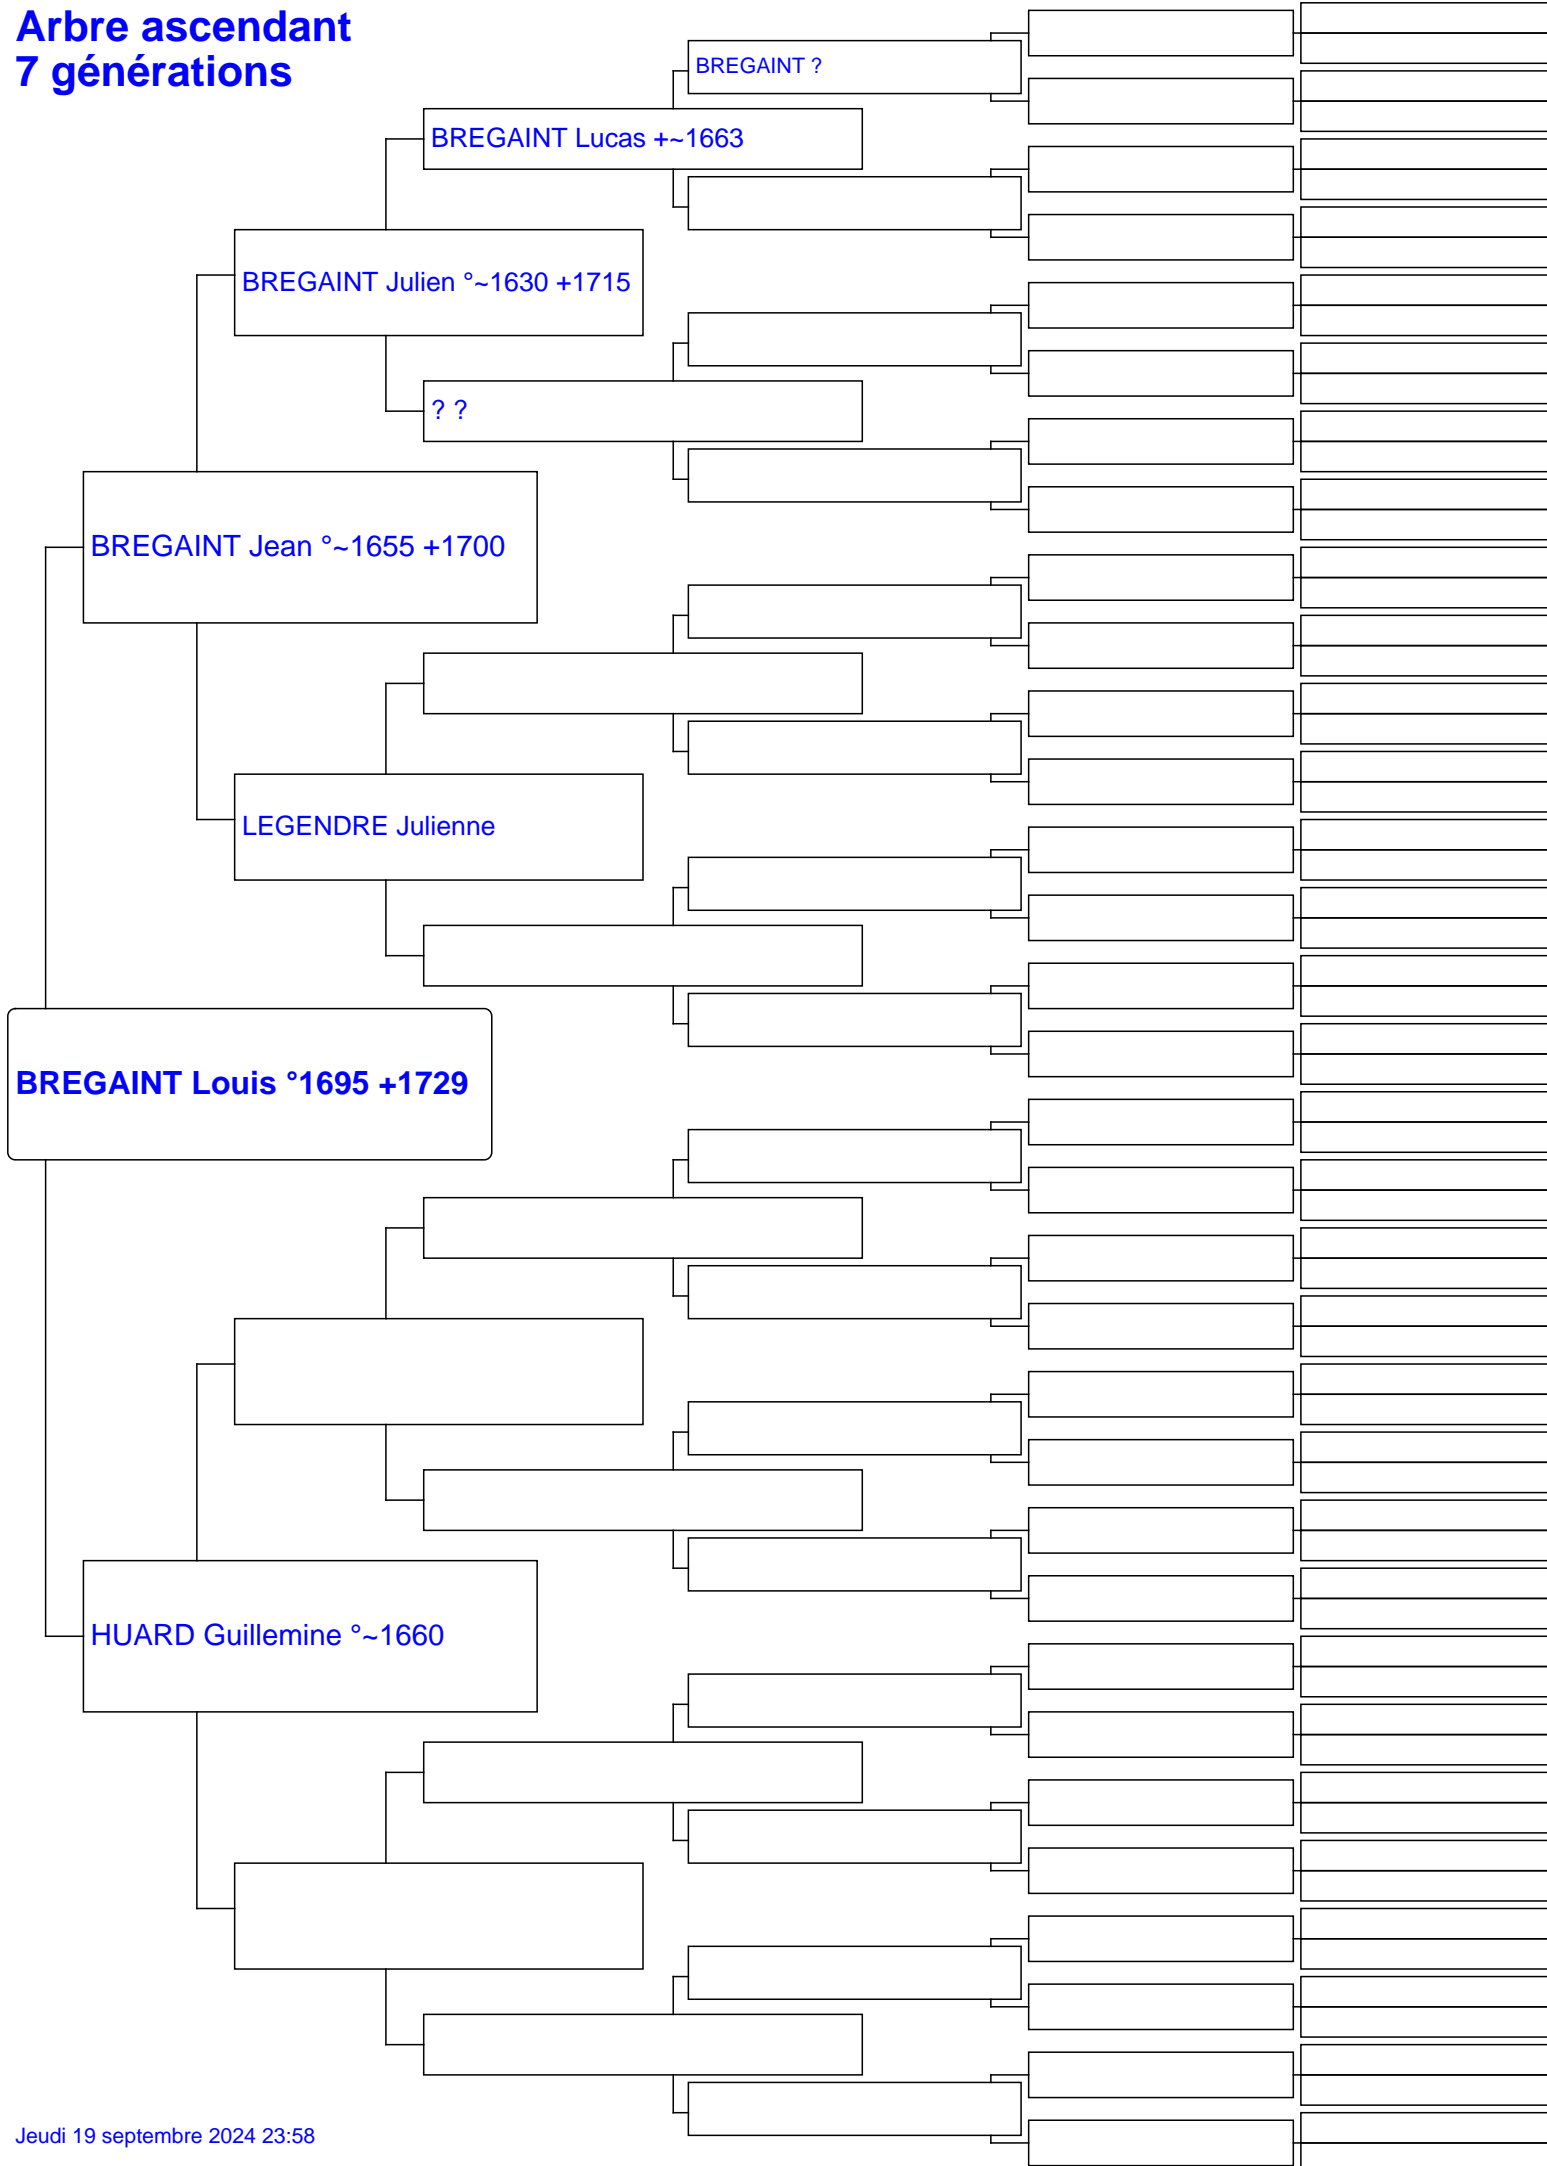 Arbre ascendant
7 générations
BREGAINT ?
BREGAINT Lucas +~1663
BREGAINT Julien °~1630 +1715
? ?
BREGAINT Jean °~1655 +1700
LEGENDRE Julienne
BREGAINT Louis °1695 +1729
HUARD Guillemine °~1660
Jeudi 19 septembre 2024 23:58